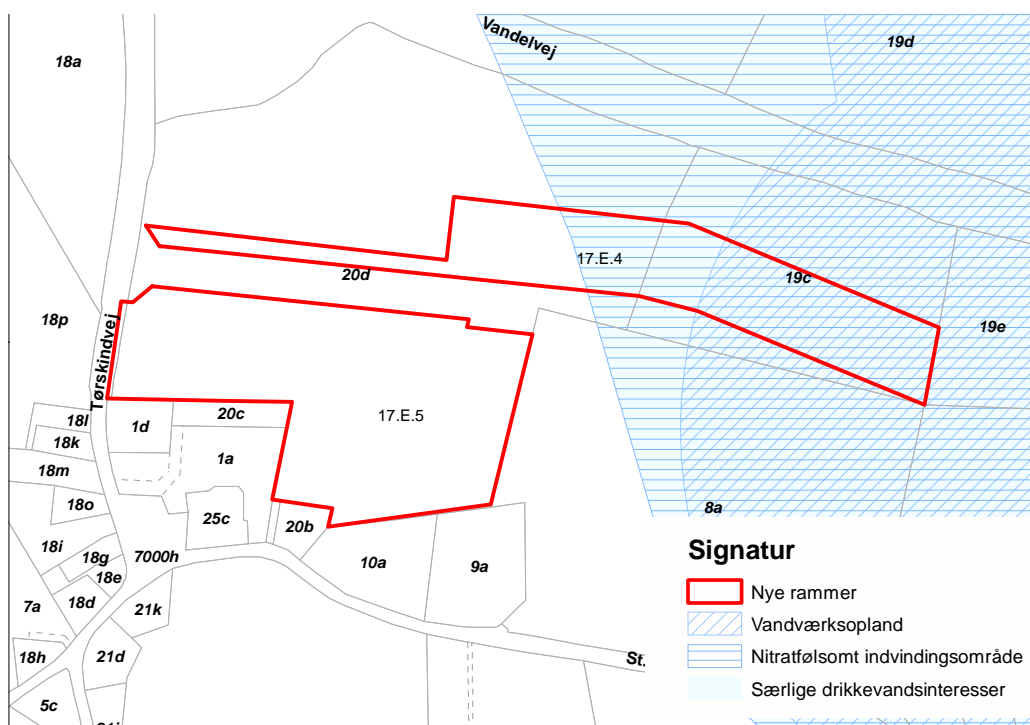 18a
Vandelvej
19d
17.E.4
20d
19c
19e
18p
Tørskindvej
17.E.5
18l
1d
20c
18k
1a
18m
18o
25c
20b
8a
18i
18g
7000h
10a
9a
18e
7a
18d
21k
18h
21d
St.
5c
Signatur
Nye rammer
Vandværksopland
Nitratfølsomt indvindingsområde
Særlige drikkevandsinteresser